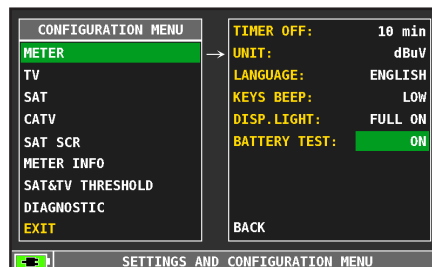 CONFIGURATION MENU
METER
TV
SAT
CATV
SAT SCR
METER INFO
SAT&TV THRESHOLD
DIAGNOSTIC
EXIT
→
TIMER OFF: 10 min
UNIT: dBuV
LANGUAGE: ENGLISH
KEYS BEEP: LOW
DISP.LIGHT: FULL ON
BATTERY TEST: ON
BACK
SETTINGS AND CONFIGURATION MENU